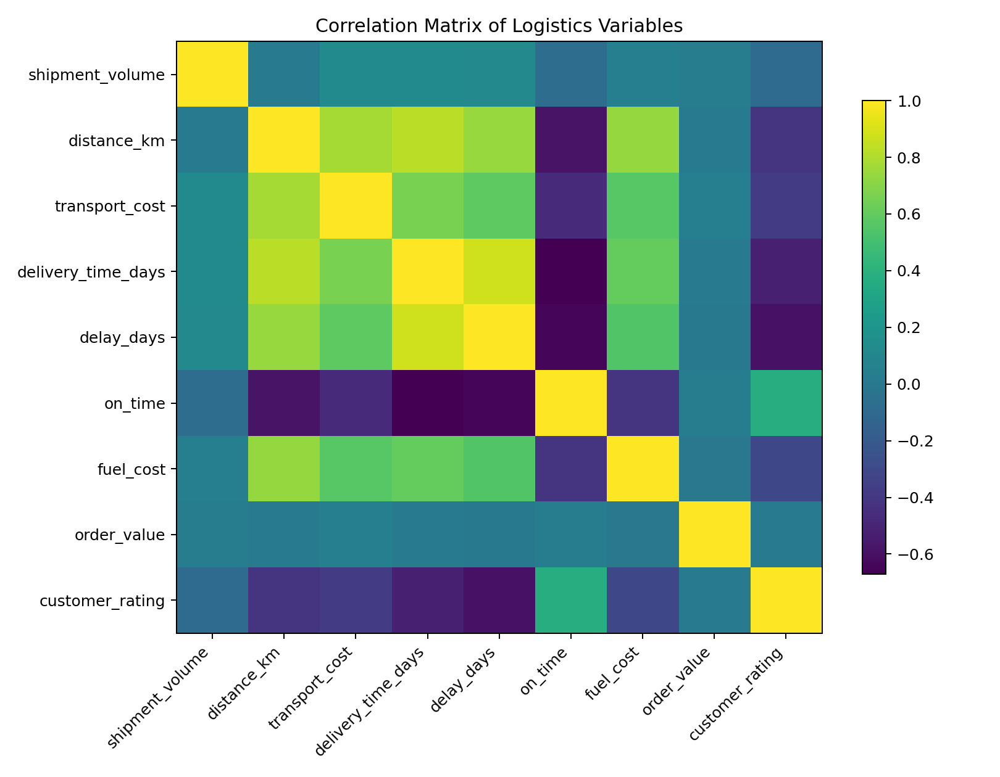 Correlation Matrix of Logistics Variables
shipment_volume
distance_km
transport_cost
delivery_time_days
delay_days
on_time
fuel_cost
order_value
customer_rating
shipment_volume
distance_km
transport_cost
delivery_time_days
delay_days
on_time
fuel_cost
order_value
customer_rating
1.0
0.8
0.6
0.4
0.2
0.0
−0.2
−0.4
−0.6